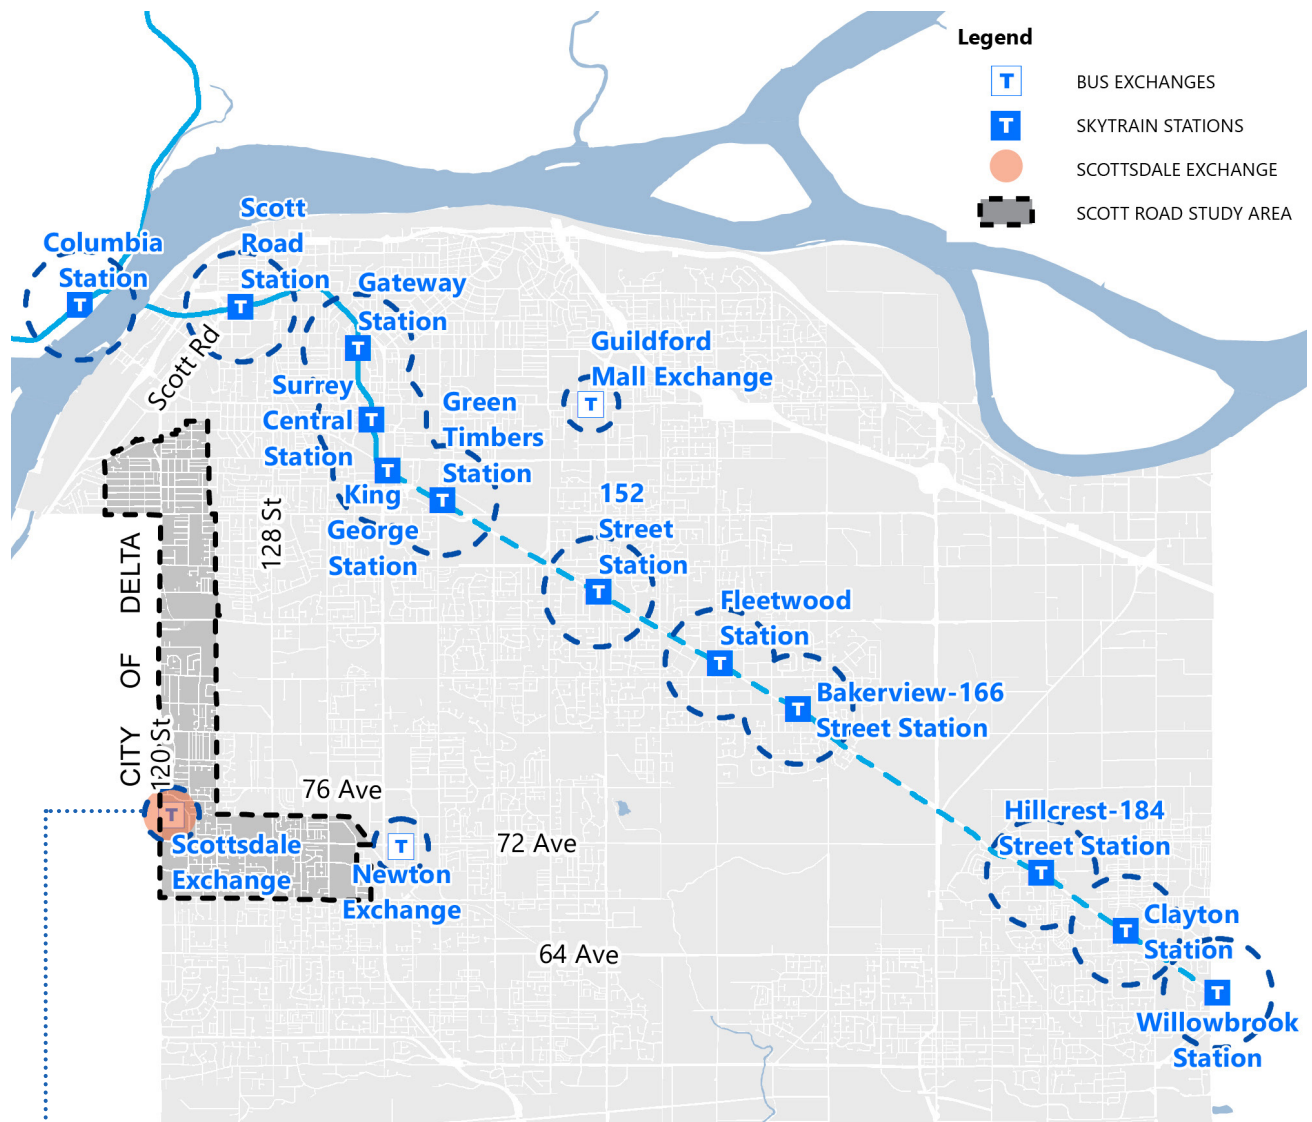 Legend
T BUS EXCHANGES
T SKYTRAIN STATIONS
SCOTTSDALE EXCHANGE
SCOTT ROAD STUDY AREA
Columbia
Station
T
Scott
Road
Station
T
Scott Rd
Gateway
Station
T
Surrey
Central
Station
T
King
George
Station
T
Green
Timbers
Station
T
Guildford
Mall Exchange
T
152
Street
Station
T
Fleetwood
Station
T
Bakerview-166
Street Station
T
128 St
CITY OF DELTA
120 St
76 Ave
72 Ave
64 Ave
T
Scottsdale
Exchange
T
Newton
Exchange
Hillcrest-184
Street Station
T
Clayton
Station
T
T
Willowbrook
Station